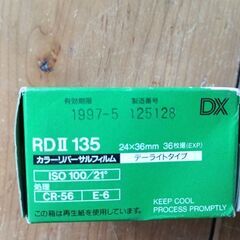 有効期限 製造番号
1997-5 125128
DX
RDⅡ 135
24×36mm 36枚撮(EXP.)
カラーリバーサルフィルム
デーライトタイプ
ISO 100/21°
処理
CR-56 E-6
KEEP COOL
PROCESS PROMPTLY
この箱は再生紙を使用しています。